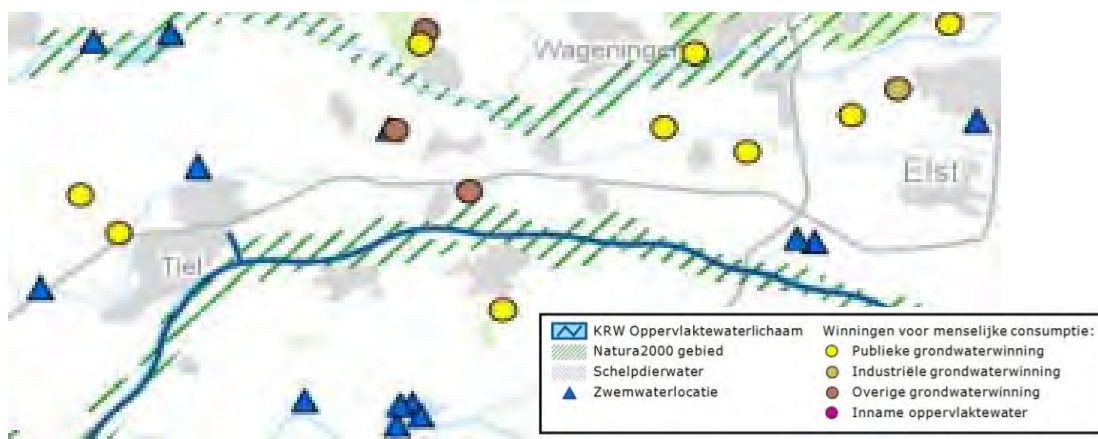 Wageningen
Elst
Tiel
KRW Oppervlaktewaterlichaam
Natura2000 gebied
Schelpdierwater
Zwemwaterlocatie
Winningen voor menselijke consumptie:
Publieke grondwaterwinning
Industriële grondwaterwinning
Overige grondwaterwinning
Inname oppervlaktewater